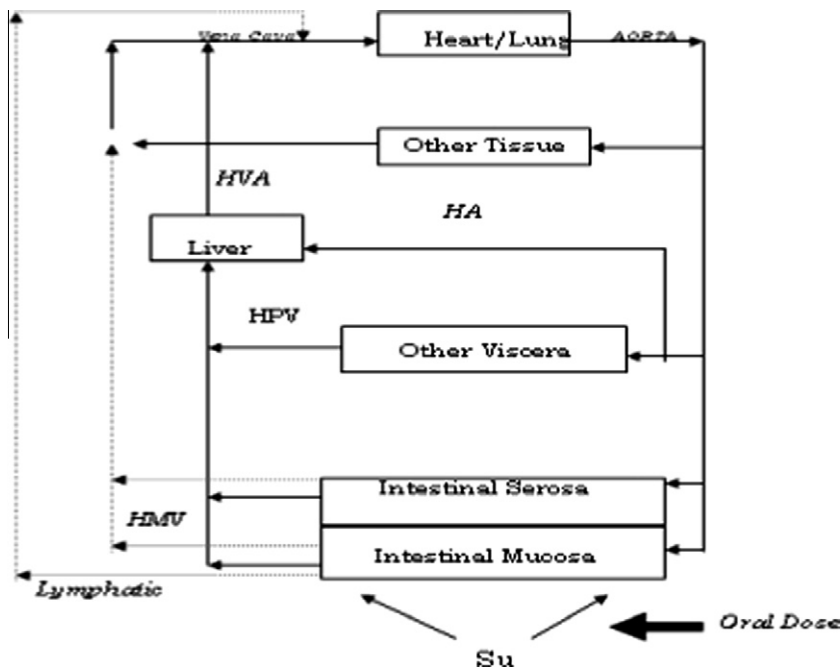 Vena Cava Heart/Lung AORTA
Other Tissue
HVA
HA
Liver
HPV
Other Viscera
Intestinal Serosa
HMV
Intestinal Mucosa
Lymphatic
Oral Dose
Su